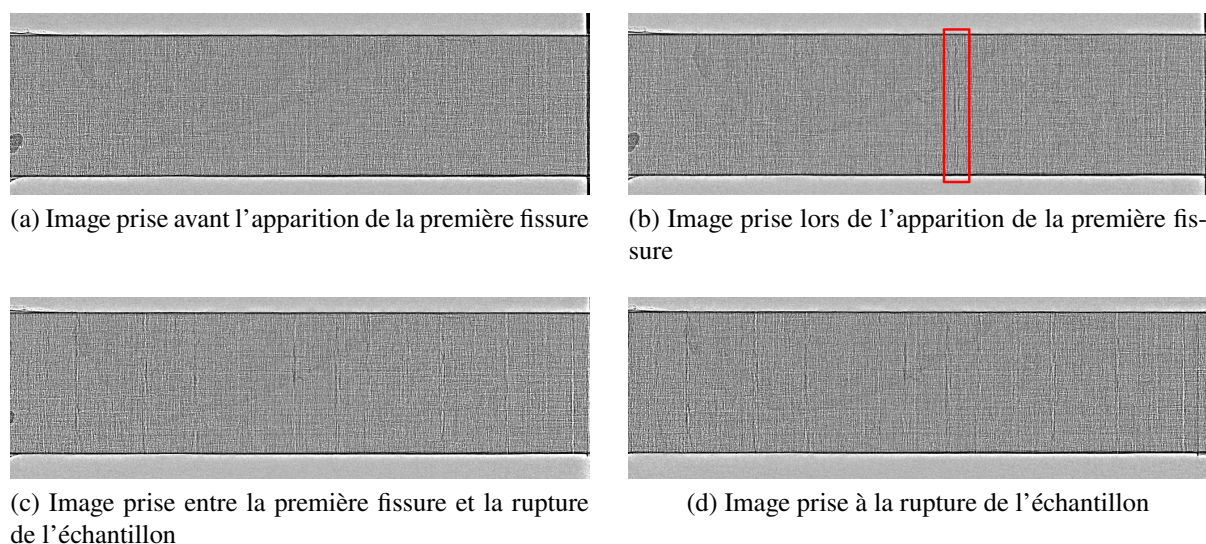 (a) Image prise avant l'apparition de la première fissure
(b) Image prise lors de l'apparition de la première fis-
sure
(c) Image prise entre la première fissure et la rupture
de l'échantillon
(d) Image prise à la rupture de l'échantillon